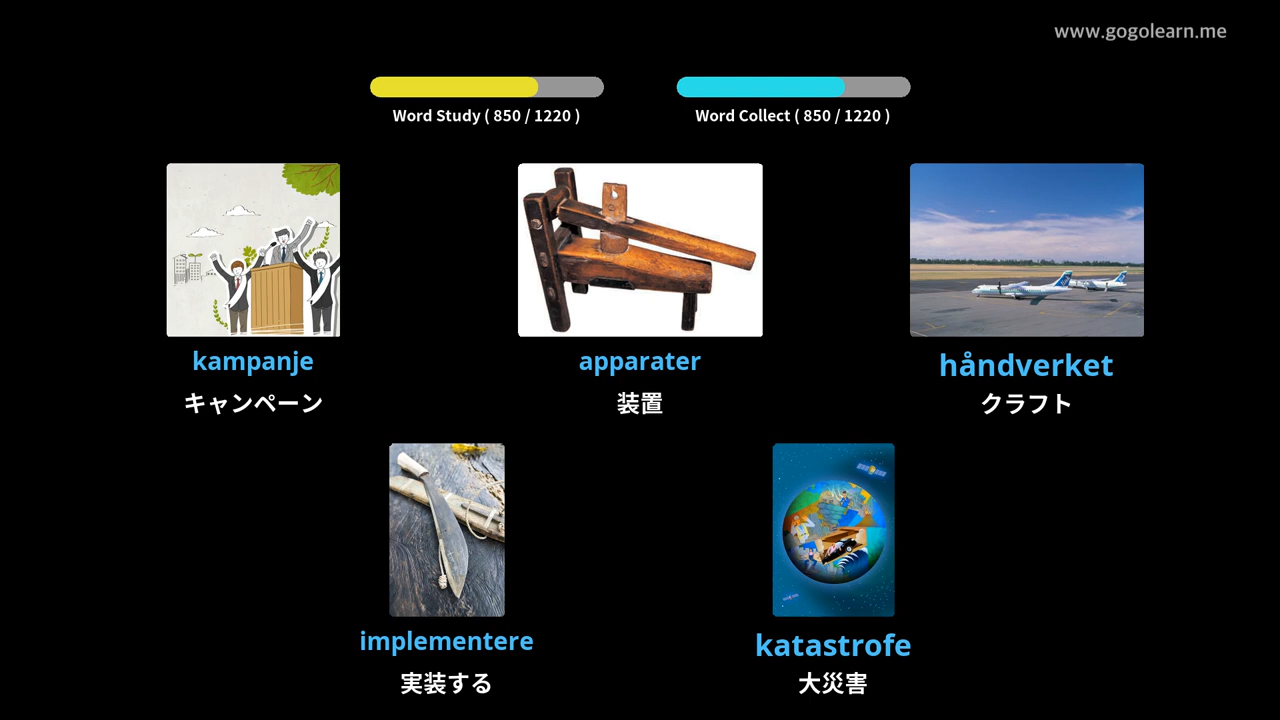 www.gogolearn.me
Word Study ( 850 / 1220 )
Word Collect ( 850 / 1220 )
kampanje
キャンペーン
apparater
装置
håndverket
クラフト
implementere
実装する
katastrofe
大災害